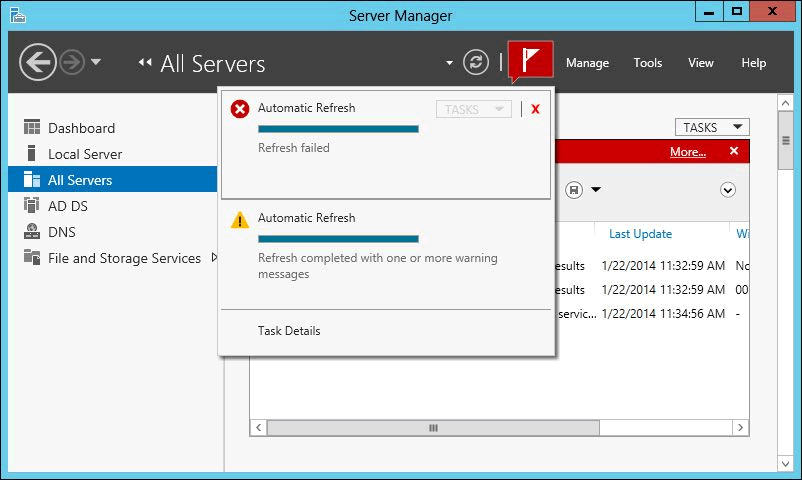 Server Manager
All Servers
Manage
Tools
View
Help
Dashboard
Local Server
All Servers
AD DS
DNS
File and Storage Services
Automatic Refresh
TASKS
x
Refresh failed
Automatic Refresh
Refresh completed with one or more warning
messages
Task Details
TASKS
More...
Last Update
Wi
esults 1/22/2014 11:32:59 AM No
esults 1/22/2014 11:32:59 AM 00
servic... 1/22/2014 11:34:56 AM -